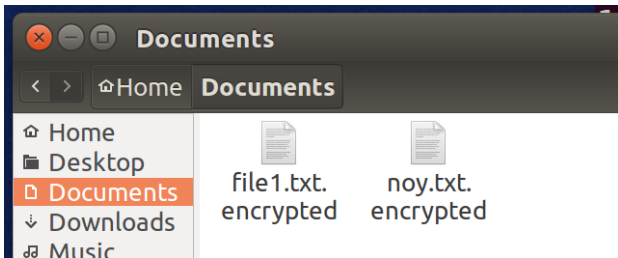 Documents
Home Documents
Home
Desktop
Documents
Downloads
Music
file1.txt.
encrypted
noy.txt.
encrypted